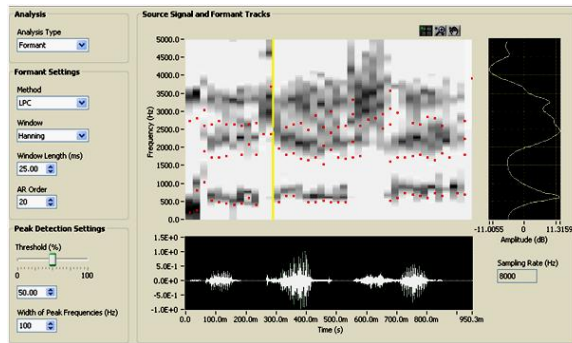 Analysis
Analysis Type
Formant
Formant Settings
Method
LPC
Window
Hanning
Window Length (ms)
25.00
AR Order
20
Peak Detection Settings
Threshold (%)
0 100
50.00
Width of Peak Frequencies (Hz)
100
Source Signal and Formant Tracks
Frequency (Hz)
5000.0
4500.0
4000.0
3500.0
3000.0
2500.0
2000.0
1500.0
1000.0
500.0
0.0
1.5E+0
1.0E+0
5.0E-1
0.0E+0
-5.0E-1
-1.0E+0
0.0 100.0m 200.0m 300.0m 400.0m 500.0m 600.0m 700.0m 800.0m 950.3m
Time (s)
-11.0055 0 11.3159
Amplitude (dB)
Sampling Rate (Hz)
8000